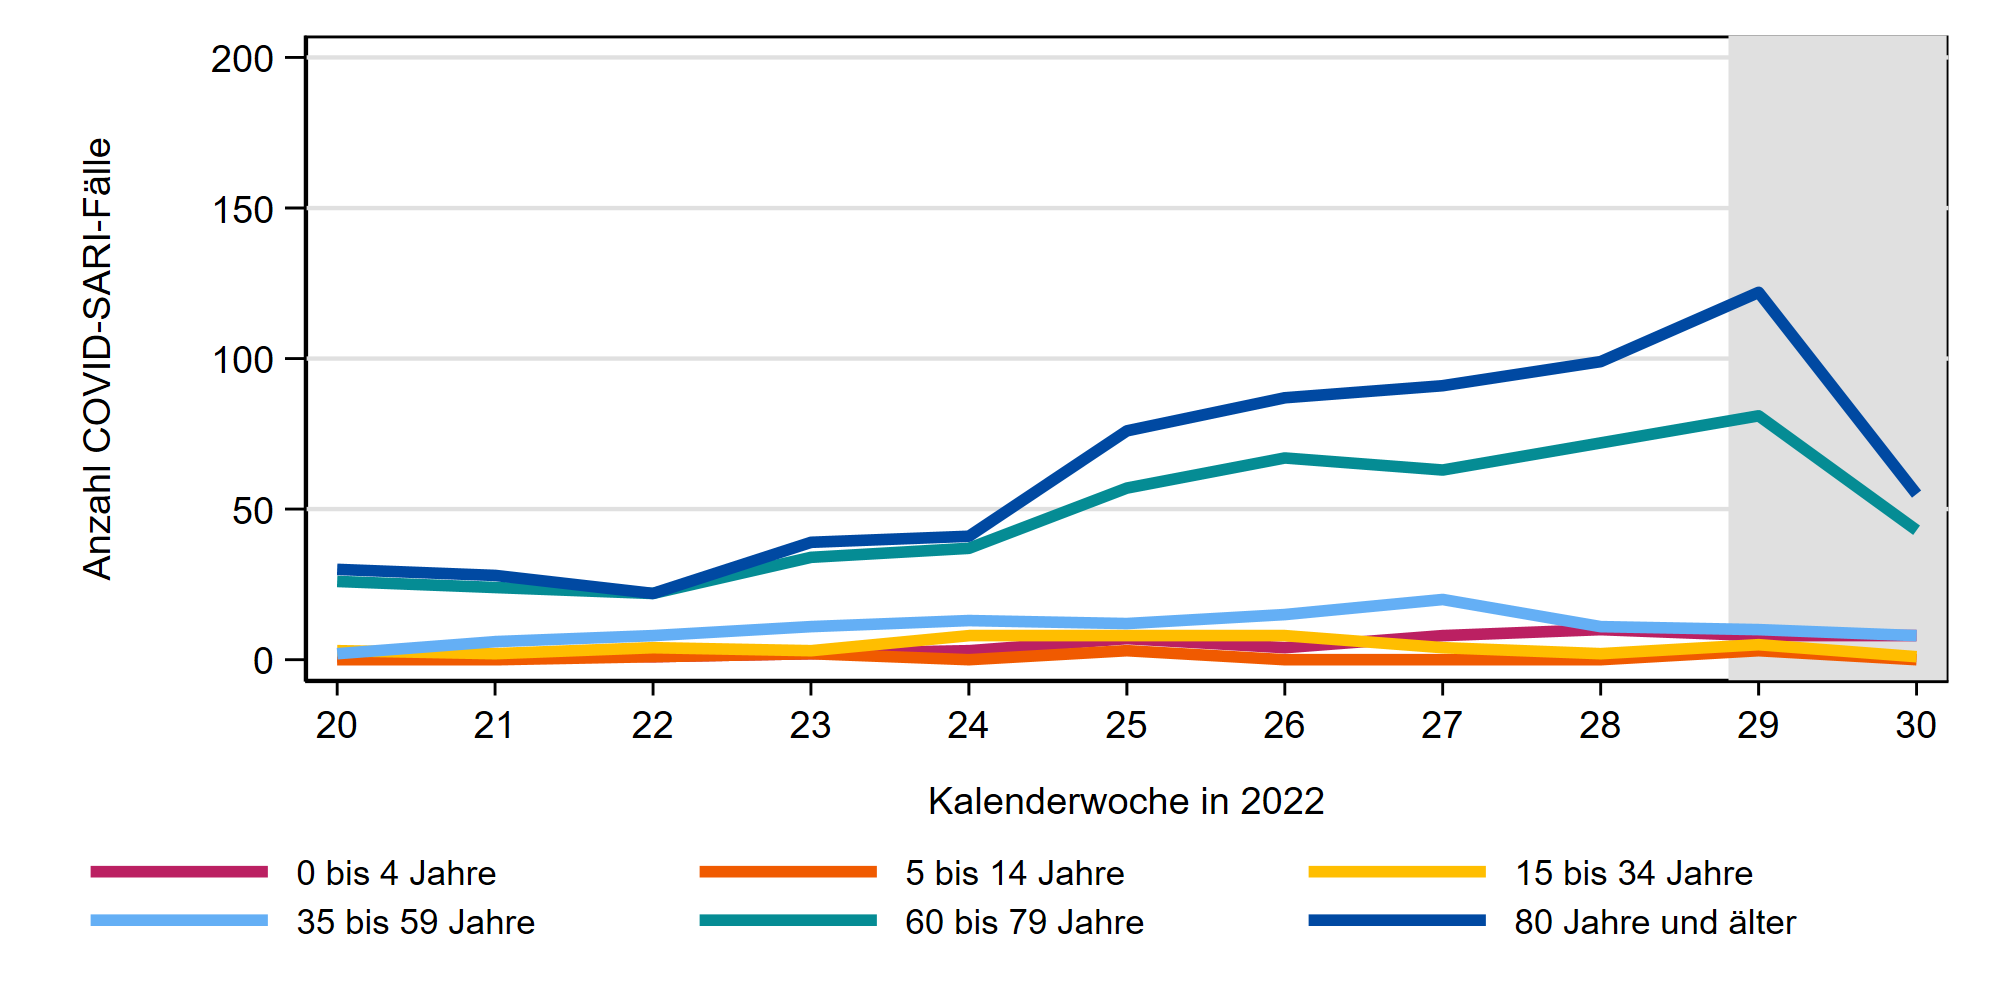 200
150
100
50
0
Anzahl COVID-SARI-Fälle
20 21 22 23 24 25 26 27 28 29 30
Kalenderwoche in 2022
0 bis 4 Jahre 5 bis 14 Jahre 15 bis 34 Jahre
35 bis 59 Jahre 60 bis 79 Jahre 80 Jahre und älter